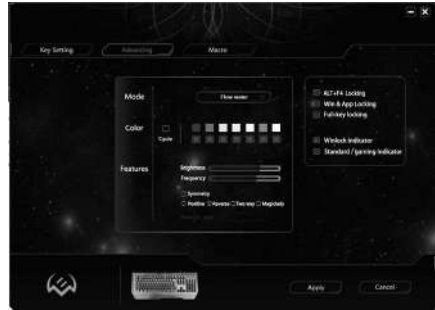 Key Setting
Advancing
Macro
Mode
Flow water
Color
Cycle
Features
Brightness
Frequency
Symmetry
Positive Reverse Two way Magically
ALT+F4 Locking
Win & App Locking
Full-key locking
Winlock Indicator
Standard / gaming Indicator
Apply
Cancel